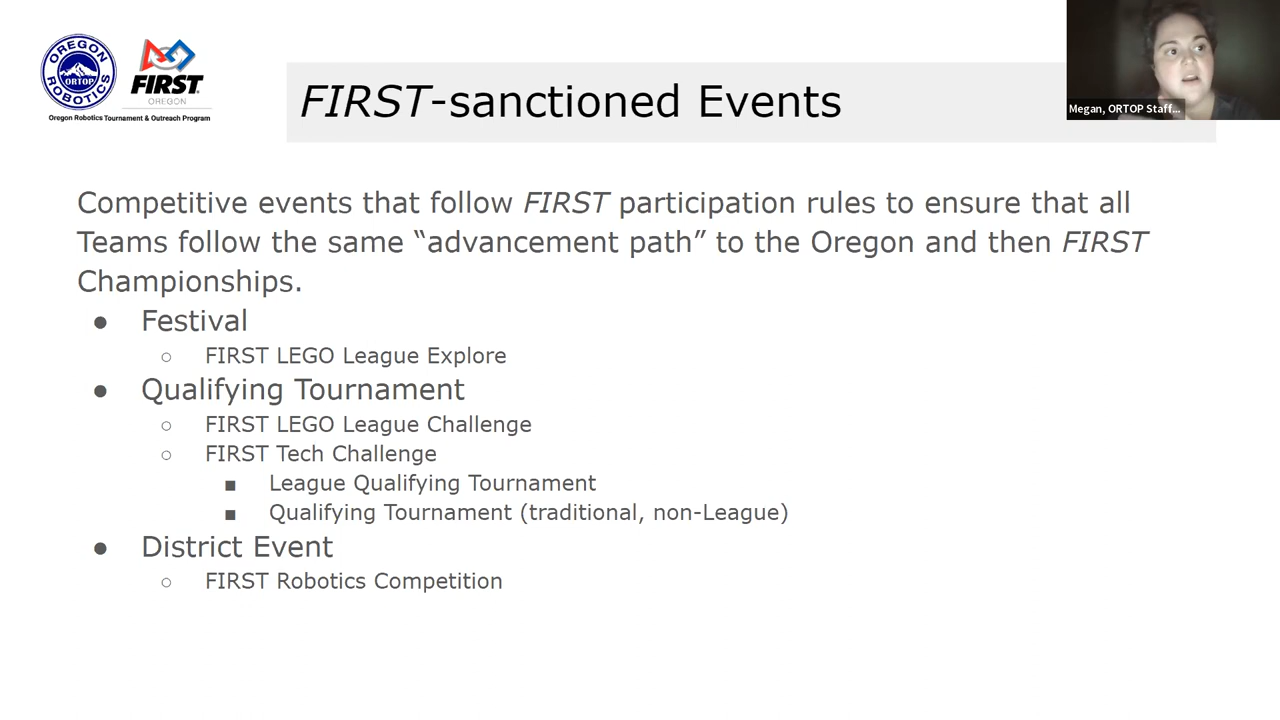 OREGON ROBOTICS
ORTOP
FIRST
OREGON
Oregon Robotics Tournament & Outreach Program
FIRST-sanctioned Events
Megan, ORTOP Staff...
Competitive events that follow FIRST participation rules to ensure that all
Teams follow the same “advancement path” to the Oregon and then FIRST
Championships.
● Festival
○ FIRST LEGO League Explore
● Qualifying Tournament
○ FIRST LEGO League Challenge
○ FIRST Tech Challenge
■ League Qualifying Tournament
■ Qualifying Tournament (traditional, non-League)
● District Event
○ FIRST Robotics Competition